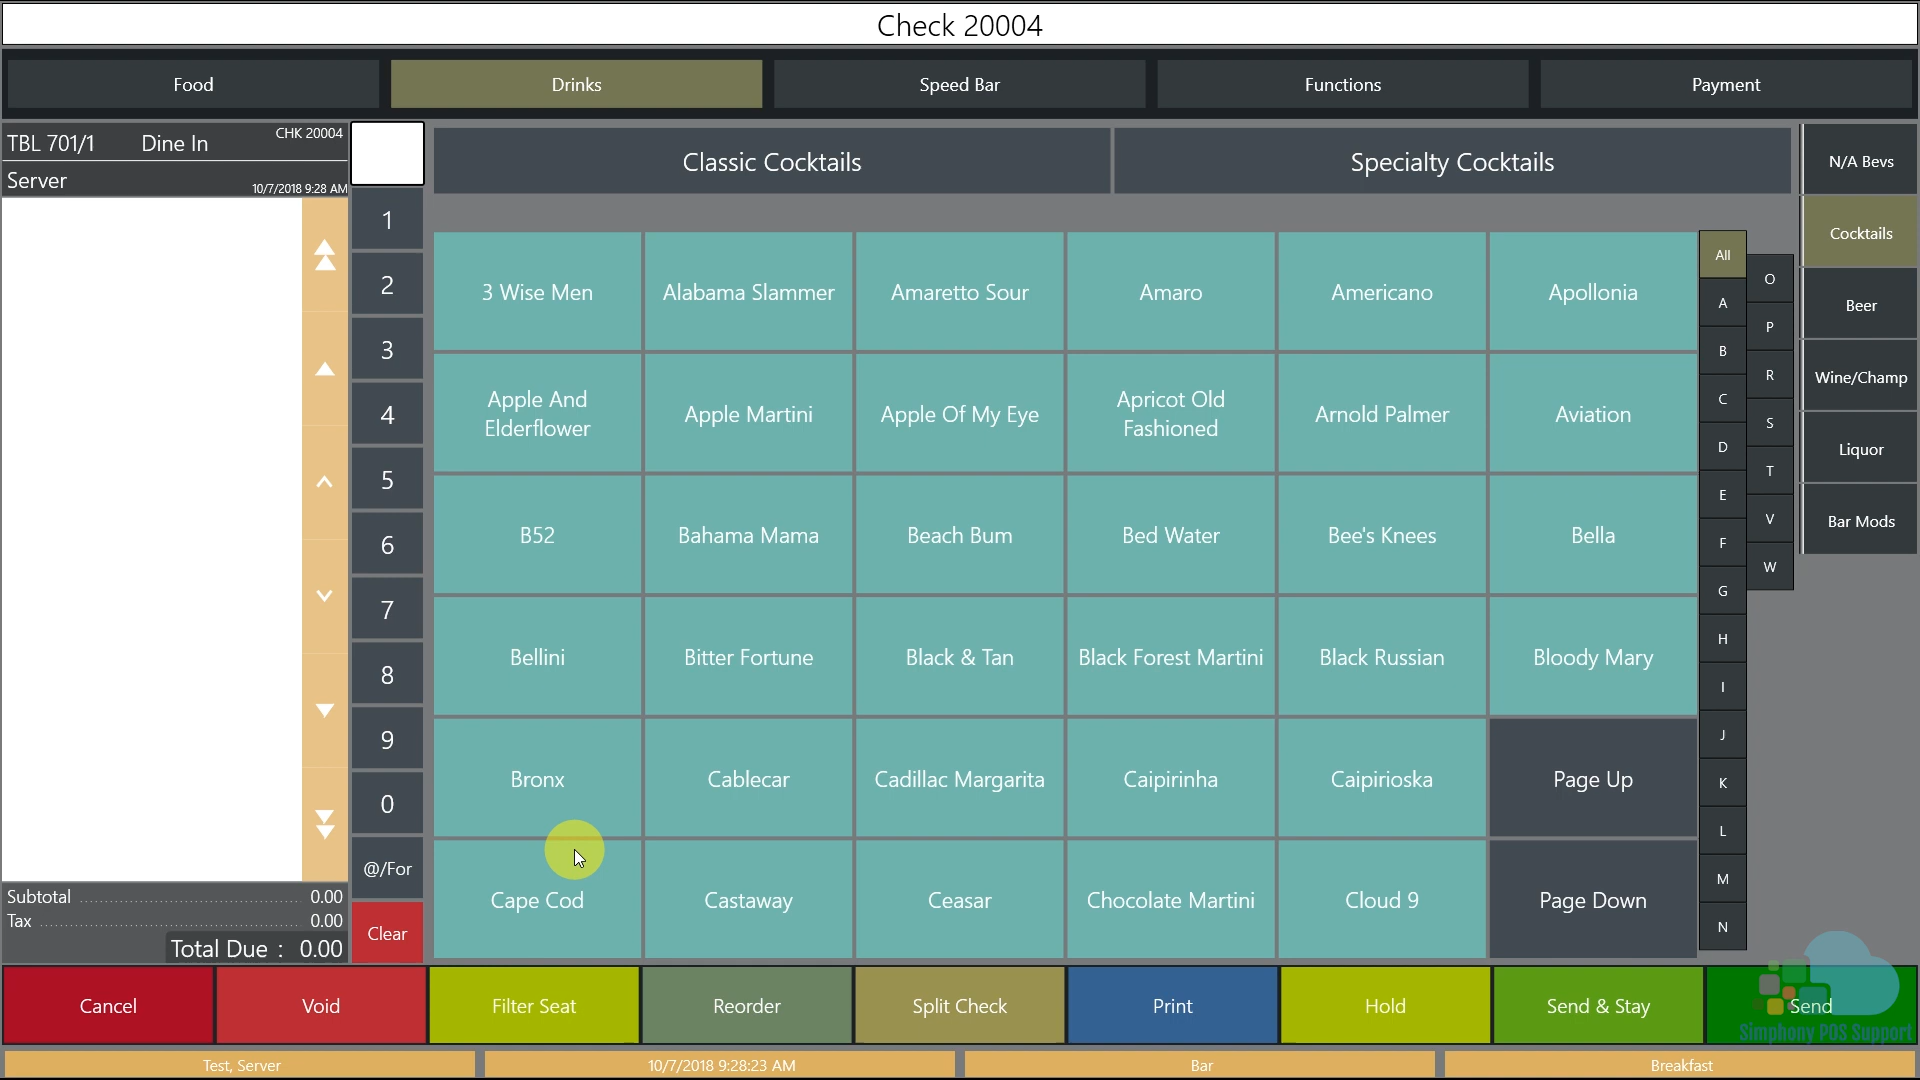 Check 20004
Food
Drinks
Speed Bar
Functions
Payment
TBL 701/1 Dine In CHK 20004
Server 10/7/2018 9:28 AM
1
2
3
4
5
6
7
8
9
0
@/For
Clear
Subtotal 0.00
Tax 0.00
Total Due : 0.00
Classic Cocktails
Specialty Cocktails
3 Wise Men
Alabama Slammer
Amaretto Sour
Amaro
Americano
Apollonia
Apple And
Elderflower
Apple Martini
Apple Of My Eye
Apricot Old
Fashioned
Arnold Palmer
Aviation
B52
Bahama Mama
Beach Bum
Bed Water
Bee's Knees
Bella
Bellini
Bitter Fortune
Black & Tan
Black Forest Martini
Black Russian
Bloody Mary
Bronx
Cablecar
Cadillac Margarita
Caipirinha
Caipirioska
Page Up
Cape Cod
Castaway
Ceasar
Chocolate Martini
Cloud 9
Page Down
All
A
B
C
D
E
F
G
H
I
J
K
L
M
N
O
P
R
S
T
V
W
N/A Bevs
Cocktails
Beer
Wine/Champ
Liquor
Bar Mods
Cancel
Void
Filter Seat
Reorder
Split Check
Print
Hold
Send & Stay
Send
Simphony POS Support
Test, Server
10/7/2018 9:28:23 AM
Bar
Breakfast